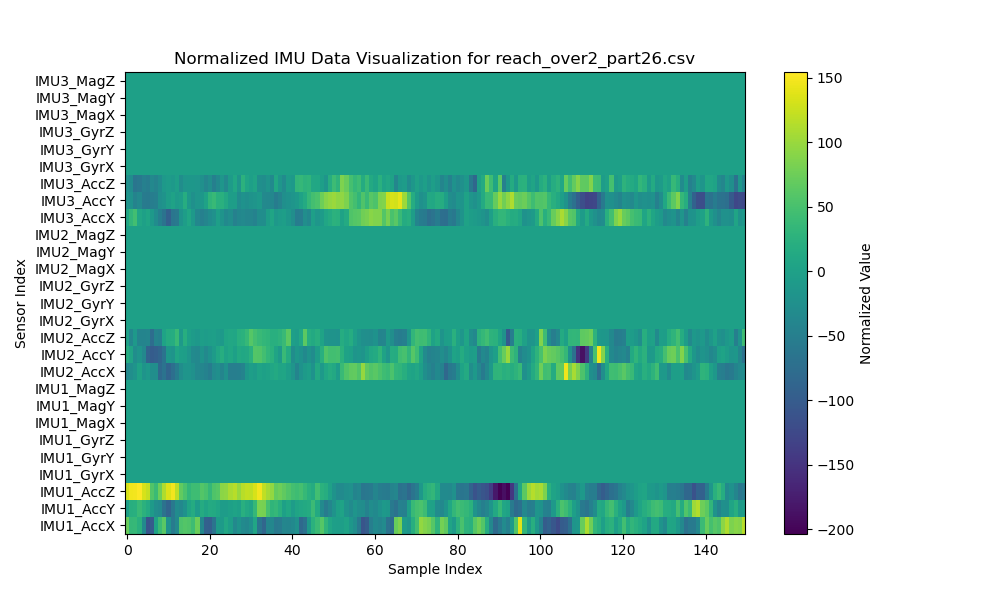 Normalized IMU Data Visualization for reach_over2_part26.csv
IMU3_MagZ
IMU3_MagY
IMU3_MagX
IMU3_GyrZ
IMU3_GyrY
IMU3_GyrX
IMU3_AccZ
IMU3_AccY
IMU3_AccX
IMU2_MagZ
IMU2_MagY
IMU2_MagX
IMU2_GyrZ
IMU2_GyrY
IMU2_GyrX
IMU2_AccZ
IMU2_AccY
IMU2_AccX
IMU1_MagZ
IMU1_MagY
IMU1_MagX
IMU1_GyrZ
IMU1_GyrY
IMU1_GyrX
IMU1_AccZ
IMU1_AccY
IMU1_AccX
Sensor Index
0 20 40 60 80 100 120 140
Sample Index
150
100
50
0
−50
−100
−150
−200
Normalized Value